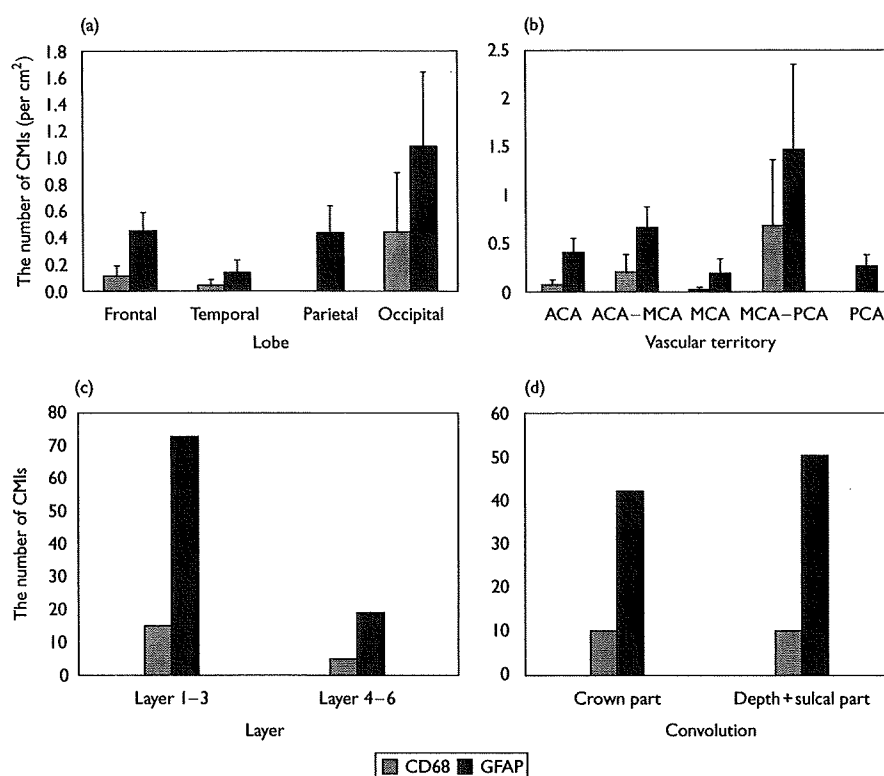 (a)
The number of CMIs (per cm²)
1.8
1.6
1.4
1.2
1.0
0.8
0.6
0.4
0.2
0.0
Frontal Temporal Parietal Occipital
Lobe
(b)
2.5
2
1.5
1
0.5
0
ACA ACA–MCA MCA MCA–PCA PCA
Vascular territory
(c)
The number of CMIs
80
70
60
50
40
30
20
10
0
Layer 1–3 Layer 4–6
Layer
(d)
60
50
40
30
20
10
0
Crown part Depth+sulcal part
Convolution
CD68 GFAP